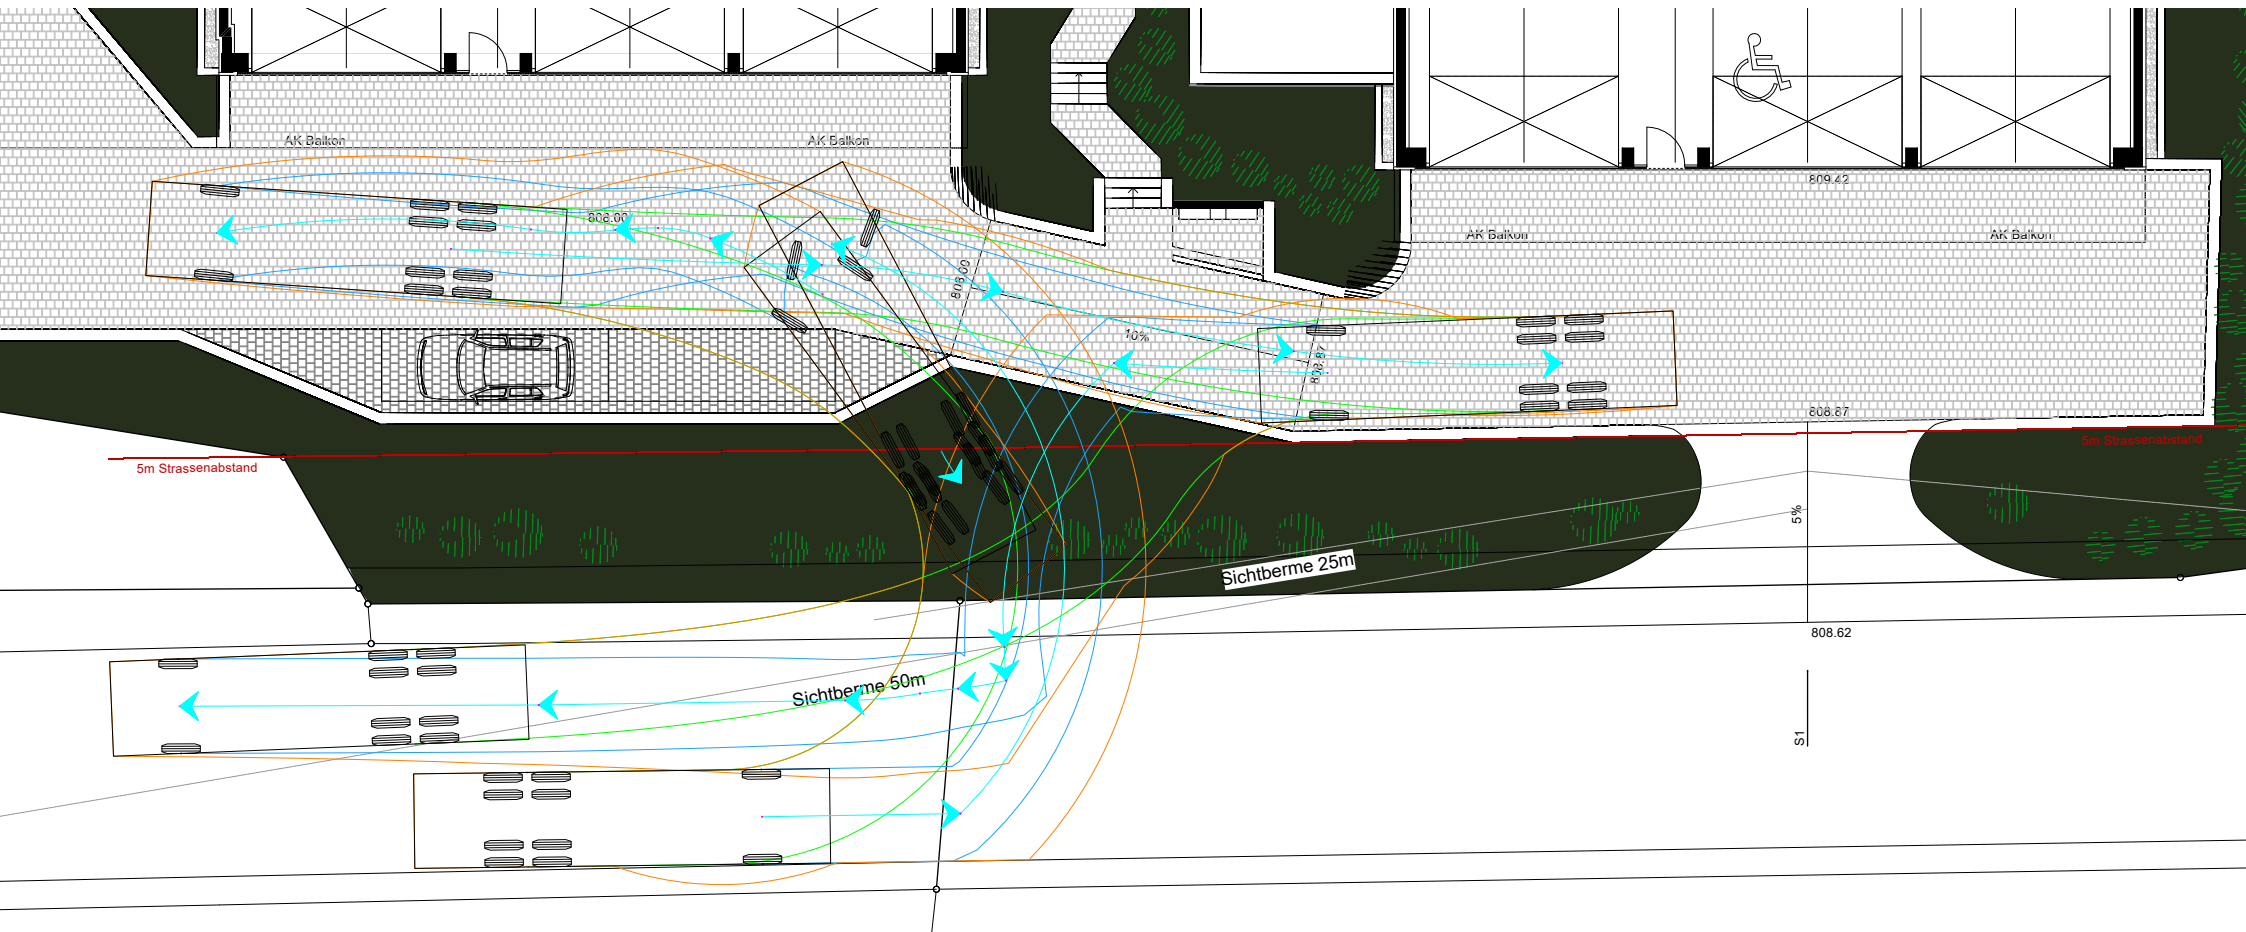 AK Balkon
AK Balkon
809.42
808.00
AK Balkon
AK Balkon
808.00
10%
808.87
808.87
5m Strassenabstand
5m Strassenabstand
5%
Sichtberme 25m
808.62
Sichtberme 50m
S1